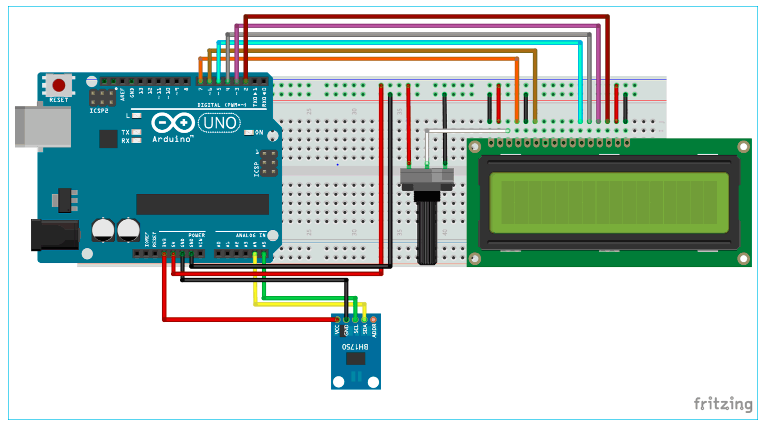 RESET
ICSP2
AREF
GND
13
12
~11
~10
~9
8
7
~6
~5
4
~3
2
TX▸1
RX◂0
DIGITAL (PWM=~)
L
TX
RX
Arduino™
UNO
ON
ICSP
POWER
ANALOG IN
IOREF
RESET
3V3
5V
GND
GND
VIN
A0
A1
A2
A3
A4
A5
VCC
GND
SCL
SDA
ADDR
BH1750
fritzing